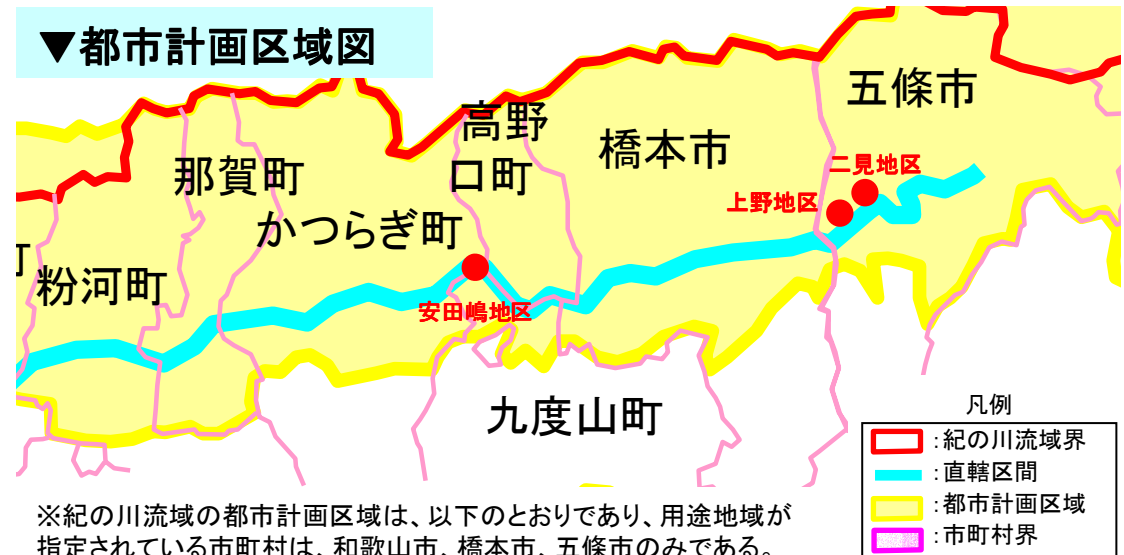 ▼都市計画区域図
五條市
高野
口町
橋本市
那賀町
二見地区
上野地区
かつらぎ町
粉河町
安田嶋地区
九度山町
凡例
:紀の川流域界
:直轄区間
:都市計画区域
:市町村界
※紀の川流域の都市計画区域は、以下のとおりであり、用途地域が
指定されている市町村は、和歌山市、橋本市、五條市のみである。